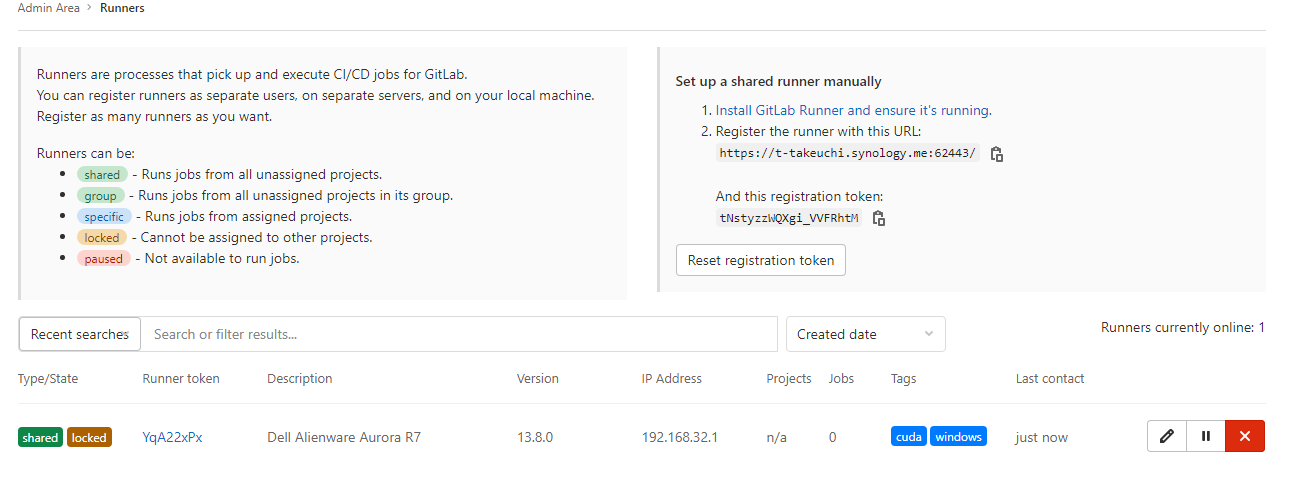 Admin Area > Runners
Runners are processes that pick up and execute CI/CD jobs for GitLab.
You can register runners as separate users, on separate servers, and on your local machine.
Register as many runners as you want.
Runners can be:
shared - Runs jobs from all unassigned projects.
group - Runs jobs from all unassigned projects in its group.
specific - Runs jobs from assigned projects.
locked - Cannot be assigned to other projects.
paused - Not available to run jobs.
Set up a shared runner manually
1. Install GitLab Runner and ensure it's running.
2. Register the runner with this URL:
https://t-takeuchi.synology.me:62443/
And this registration token:
tNstyzzWQXgi_VVFRhtM
Reset registration token
Recent searches Search or filter results... Created date Runners currently online: 1
Type/State Runner token Description Version IP Address Projects Jobs Tags Last contact
shared locked YqA22xPx Dell Alienware Aurora R7 13.8.0 192.168.32.1 n/a 0 cuda windows just now